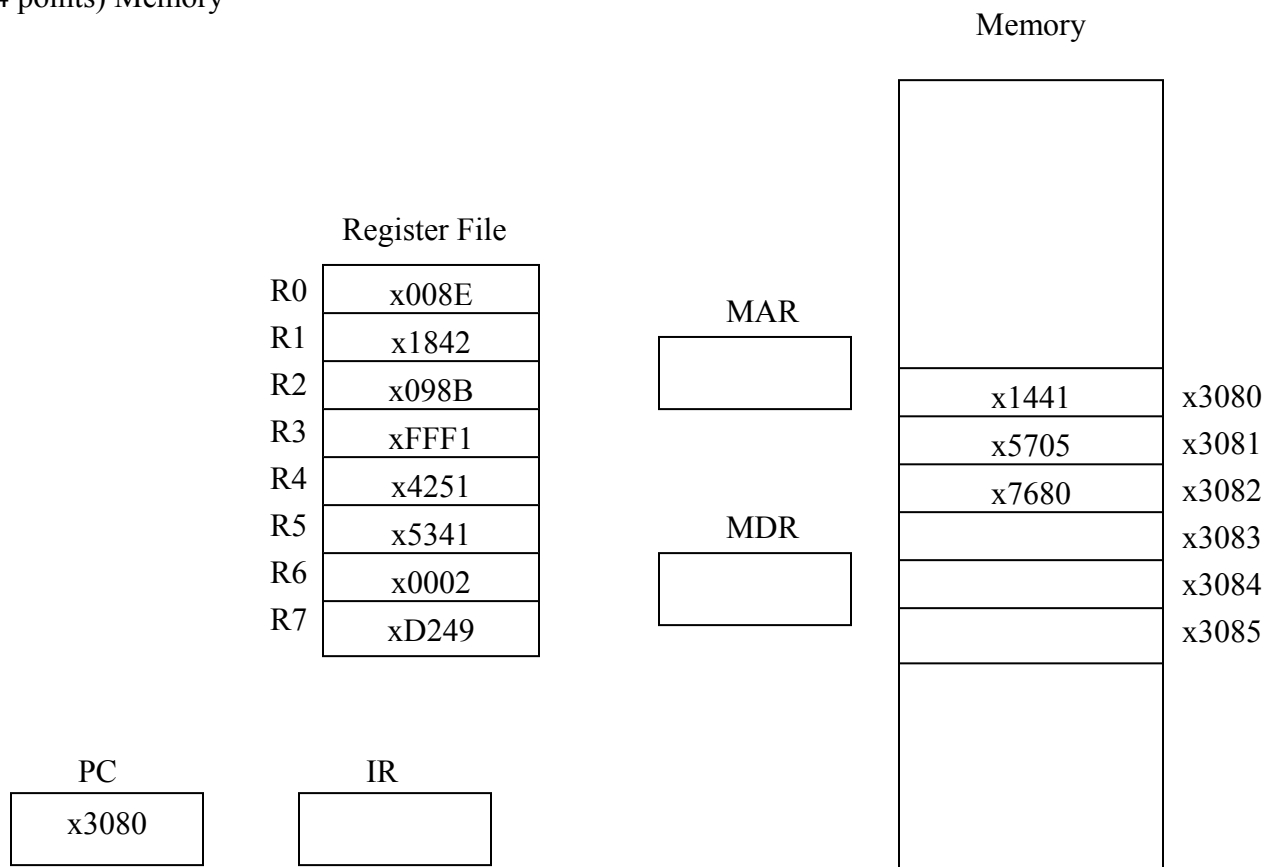 4 points) Memory
Memory
Register File
R0 x008E
R1 x1842
R2 x098B
R3 xFFF1
R4 x4251
R5 x5341
R6 x0002
R7 xD249
MAR
MDR
x1441 x3080
x5705 x3081
x7680 x3082
x3083
x3084
x3085
PC
x3080
IR